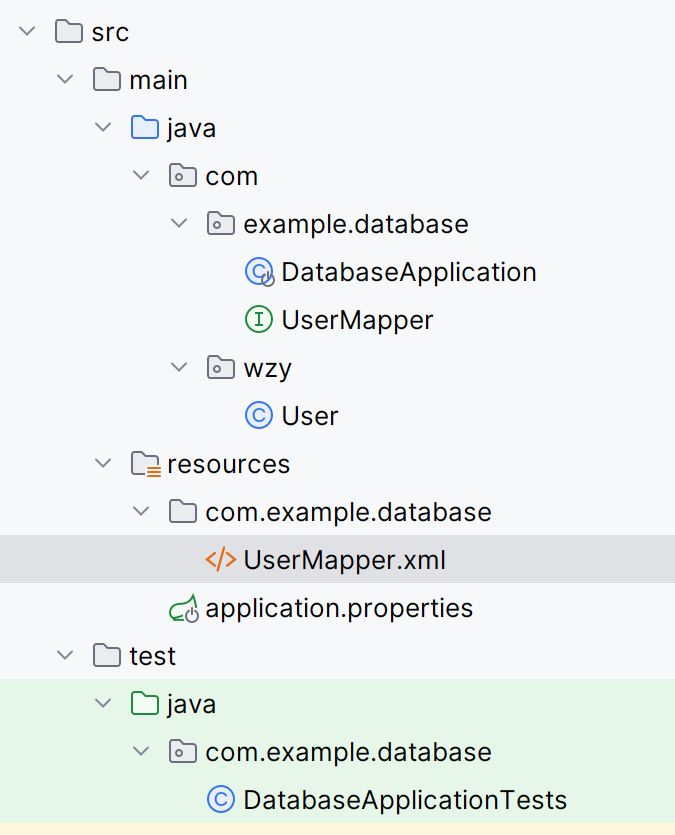 src
main
java
com
example.database
DatabaseApplication
UserMapper
wzy
User
resources
com.example.database
UserMapper.xml
application.properties
test
java
com.example.database
DatabaseApplicationTests